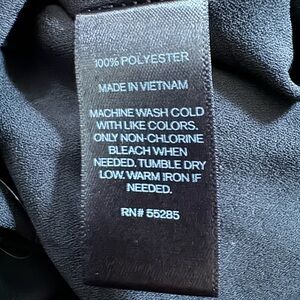 100% POLYESTER
MADE IN VIETNAM
MACHINE WASH COLD
WITH LIKE COLORS.
ONLY NON-CHLORINE
BLEACH WHEN
NEEDED. TUMBLE DRY
LOW. WARM IRON IF
NEEDED.
RN# 55285